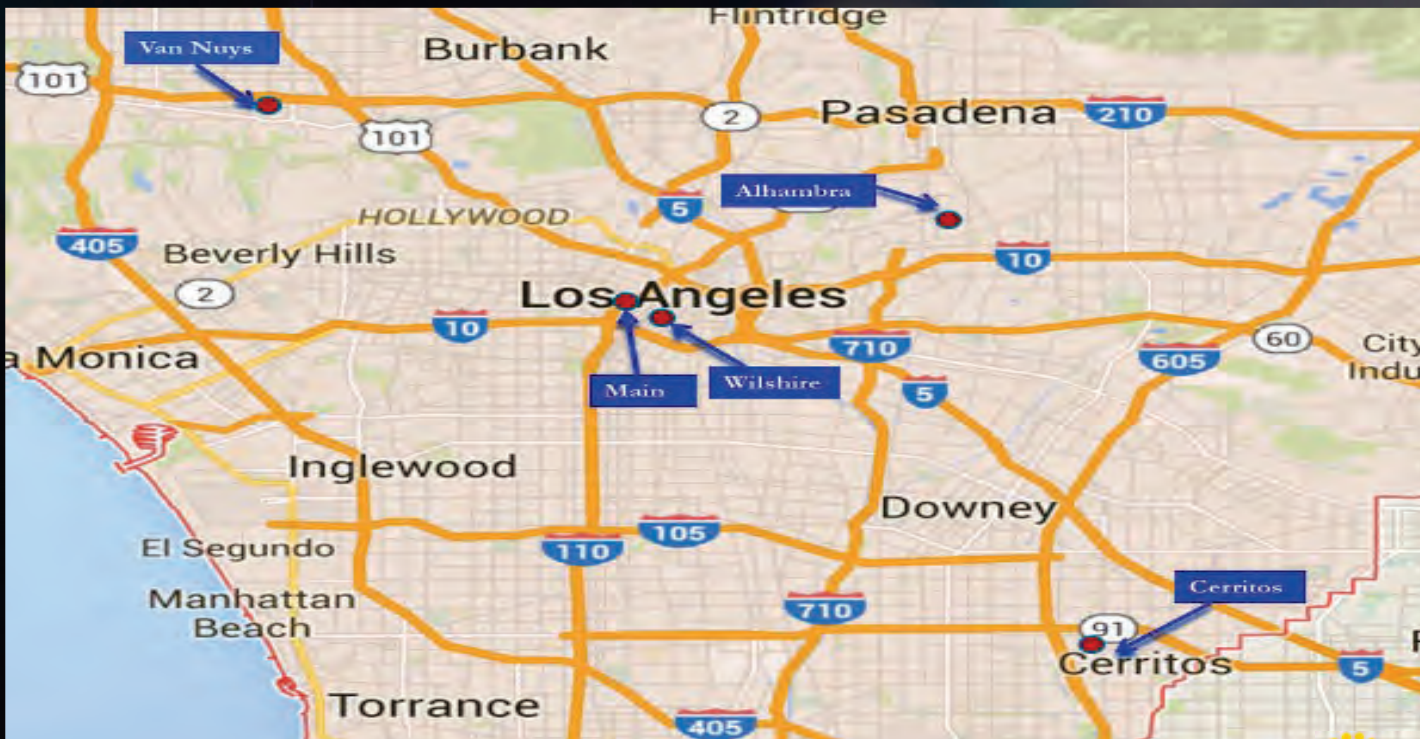 Flintridge
Van Nuys
Burbank
101
2
Pasadena
210
101
Alhambra
5
HOLLYWOOD
405
Beverly Hills
10
2
Los Angeles
10
60
a Monica
710
605
City
Indu
Main
Wilshire
5
Inglewood
Downey
105
El Segundo
110
Cerritos
Manhattan
Beach
710
91
Cerritos
5
Torrance
405